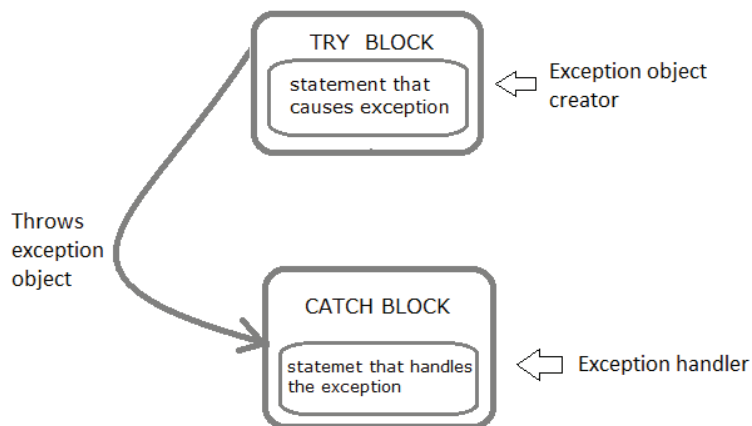 TRY BLOCK
statement that
causes exception
Exception object
creator
Throws
exception
object
CATCH BLOCK
statemet that handles
the exception
Exception handler